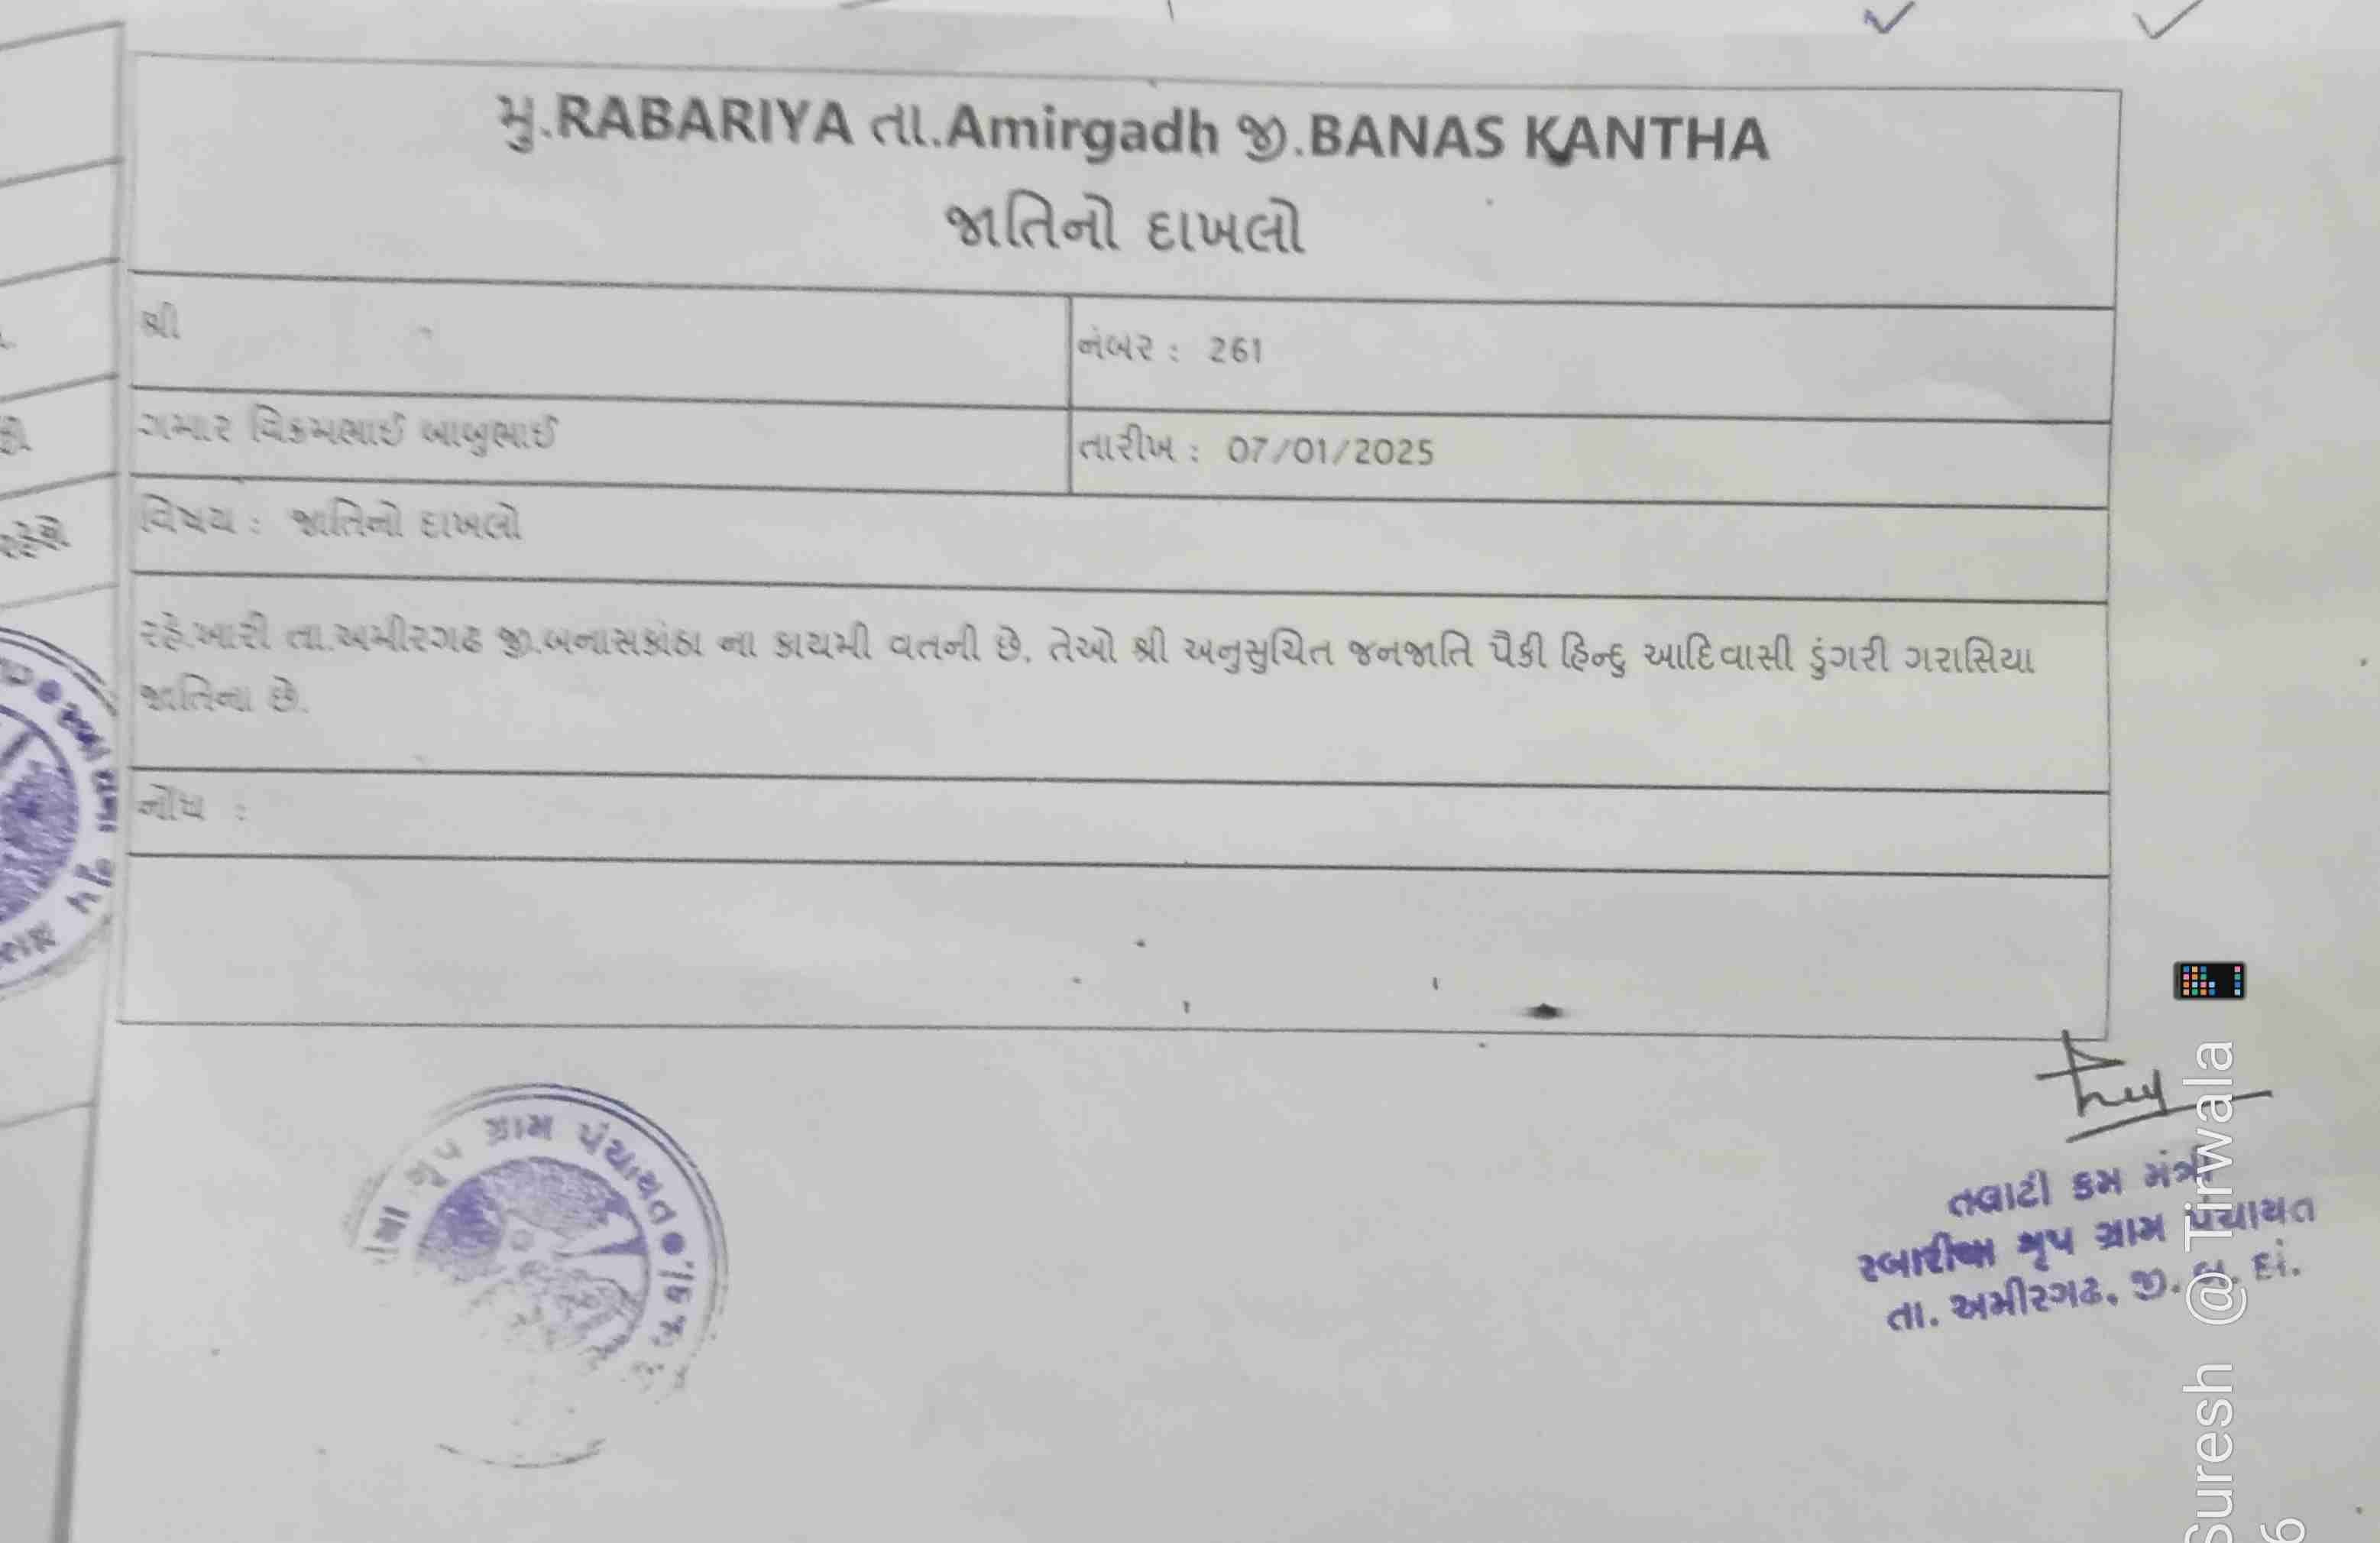 મુ.RABARIYA તા.Amirgadh જી.BANAS KANTHA
જાતિનો દાખલો
શ્રી
નંબર : 261
ગમાર વિક્રમભાઈ બાબુભાઈ
તારીખ : 07/01/2025
વિષય : જાતિનો દાખલો
રહે.ખારી તા.અમીરગઢ જી.બનાસકાંઠા ના કાયમી વતની છે. તેઓ શ્રી અનુસુચિત જનજાતિ પૈકી હિન્દુ આદિવાસી ડુંગરી ગરાસિયા
જાતિના છે.
નોંધ :
જુપ ગ્રામ પંચાયત
તલાટી કમ મંત્રી
રબારીયા જુપ ગ્રામ પંચાયત
તા. અમીરગઢ, જી. બ. કાં.
Suresh @ Tirwala